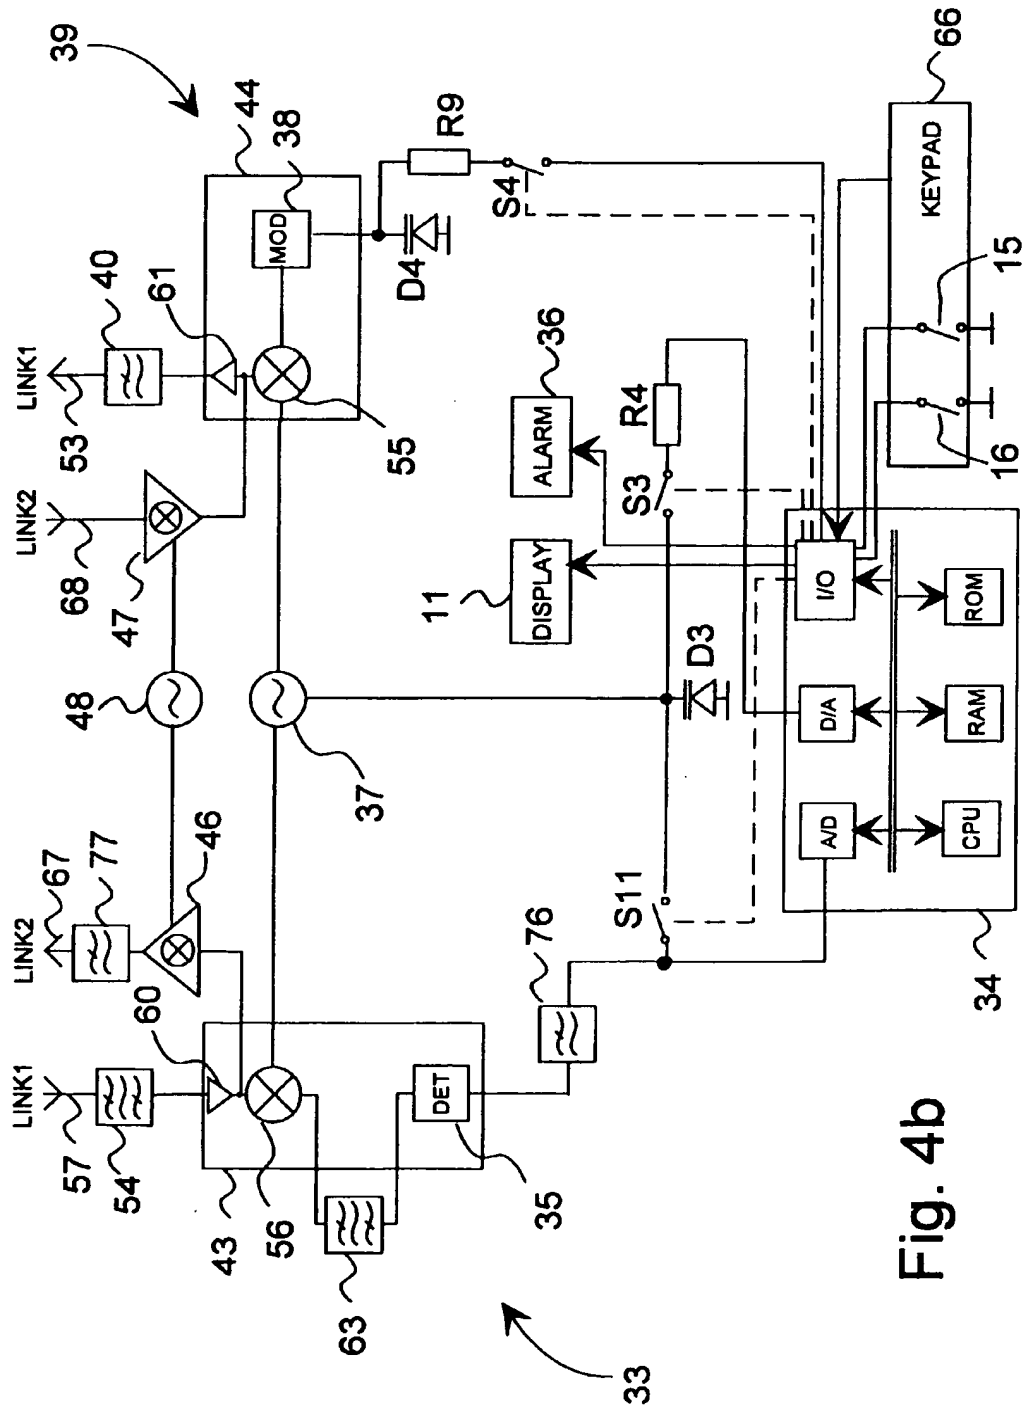 LINK1
57
54
60
43
56
63
35
DET
33
LINK2
67
77
46
76
S11
48
37
LINK2
68
47
LINK1
53
40
61
44
38
MOD
55
39
D4
R9
S4
11
DISPLAY
36
ALARM
S3
R4
D3
34
A/D
D/A
I/O
CPU
RAM
ROM
66
KEYPAD
15
16
Fig. 4b